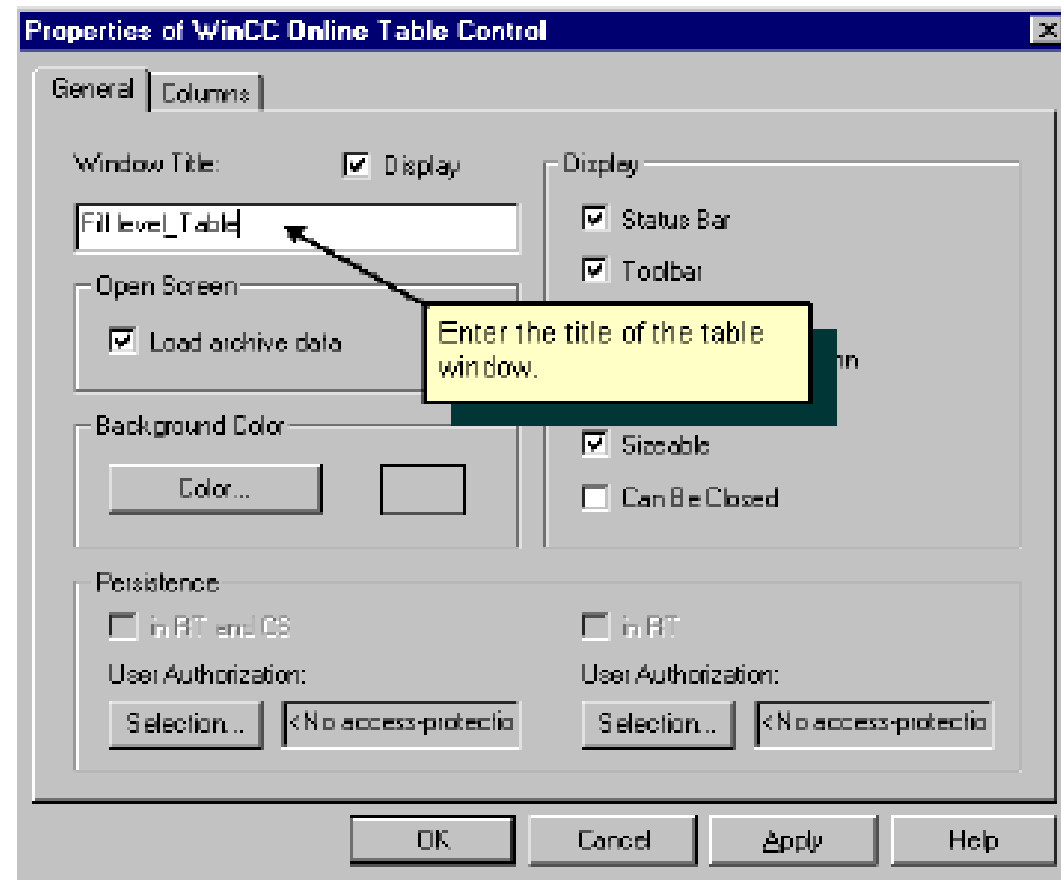 Properties of WinCC Online Table Control
General Columns
Window Title: Display
Fill level_Table
Open Screen
Load archive data
Background Color
Color...
Display
Status Bar
Toolbar
Enter the title of the table
window.
Sizeable
Can Be Closed
Persistence
in RT and CS
User Authorization:
Selection... <No access-protectio
in RT
User Authorization:
Selection... <No access-protectio
OK Cancel Apply Help